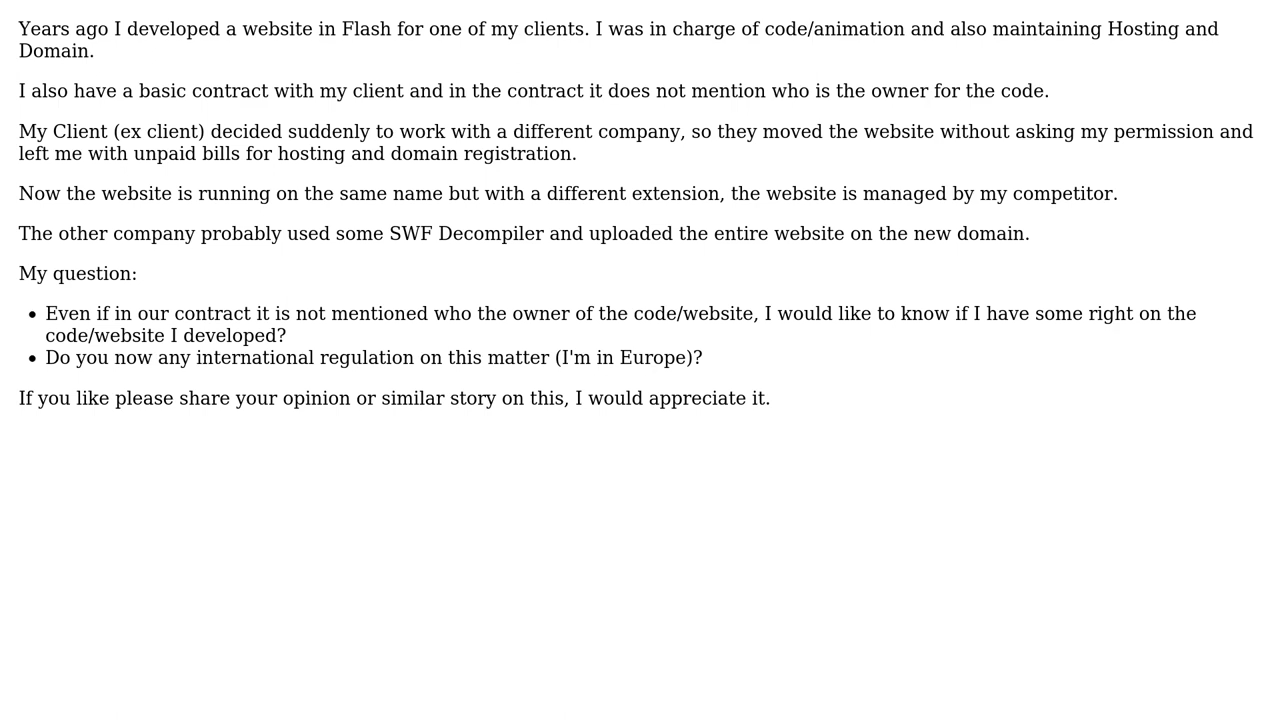 Years ago I developed a website in Flash for one of my clients. I was in charge of code/animation and also maintaining Hosting and
Domain.
I also have a basic contract with my client and in the contract it does not mention who is the owner for the code.
My Client (ex client) decided suddenly to work with a different company, so they moved the website without asking my permission and
left me with unpaid bills for hosting and domain registration.
Now the website is running on the same name but with a different extension, the website is managed by my competitor.
The other company probably used some SWF Decompiler and uploaded the entire website on the new domain.
My question:
• Even if in our contract it is not mentioned who the owner of the code/website, I would like to know if I have some right on the
code/website I developed?
• Do you now any international regulation on this matter (I'm in Europe)?
If you like please share your opinion or similar story on this, I would appreciate it.